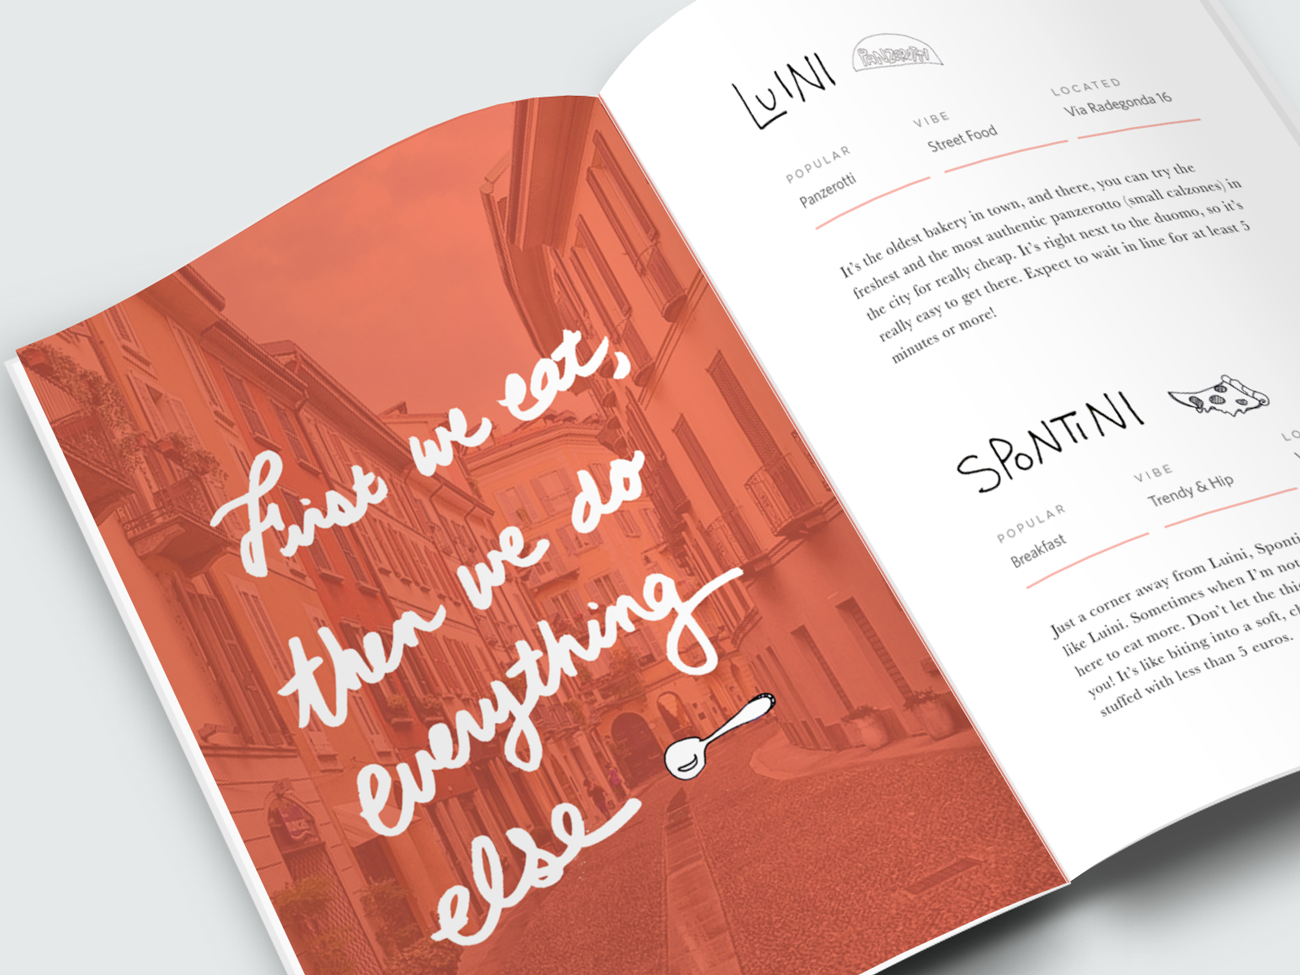 First we eat,
then we do
everything
else
LUINI
PANZEROTTI
POPULAR
Panzerotti
VIBE
Street Food
LOCATED
Via Radegonda 16
It's the oldest bakery in town, and there, you can try the
freshest and the most authentic panzerotto (small calzones) in
the city for really cheap. It's right next to the duomo, so it's
really easy to get there. Expect to wait in line for at least 5
minutes or more!
SPONTINI
POPULAR
Breakfast
VIBE
Trendy & Hip
LO
Just a corner away from Luini, Sponti
like Luini. Sometimes when I'm not
here to eat more. Don't let the thi
you! It's like biting into a soft, ch
stuffed with less than 5 euros.